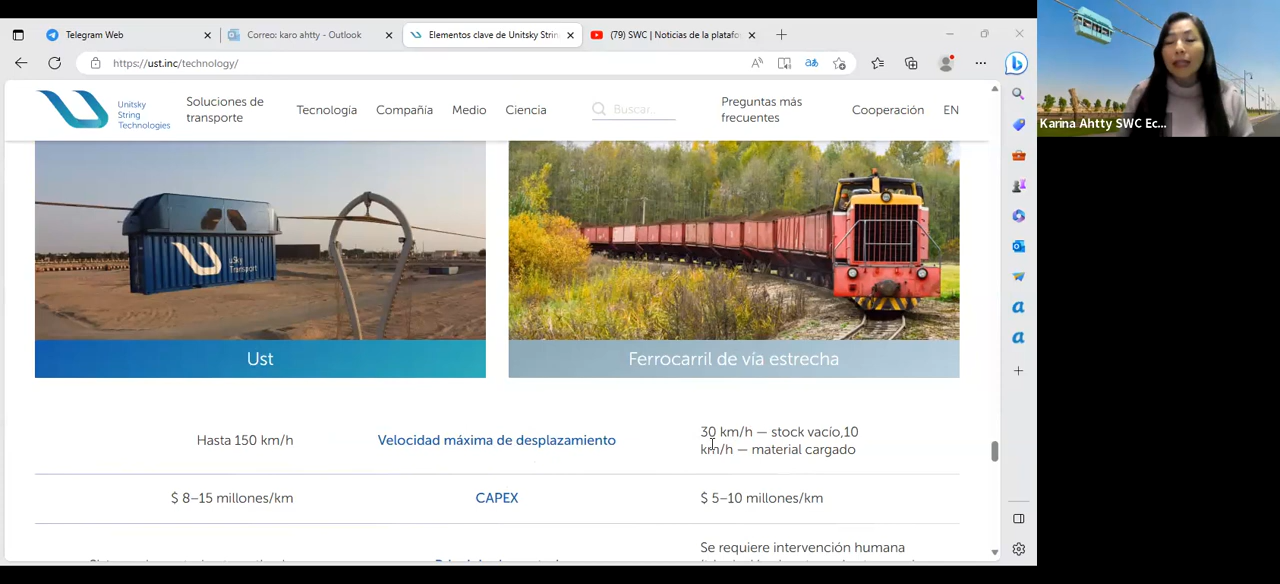 Telegram Web
Correo: karo ahtty - Outlook
Elementos clave de Unitsky Strin
(79) SWC | Noticias de la platafo
https://ust.inc/technology/
Karina Ahtty SWC Ec...
Unitsky
String
Technologies
Soluciones de
transporte
Tecnología
Compañía
Medio
Ciencia
Buscar...
Preguntas más
frecuentes
Cooperación
EN
uSky
Transport
Ust
Ferrocarril de vía estrecha
Hasta 150 km/h
Velocidad máxima de desplazamiento
30 km/h — stock vacío,10
km/h — material cargado
$ 8–15 millones/km
CAPEX
$ 5–10 millones/km
Se requiere intervención humana